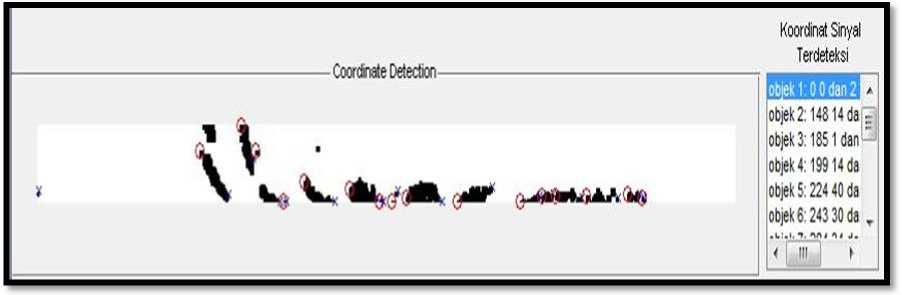 Koordinat Sinyal
Terdeteksi
Coordinate Detection
objek 1: 0 0 dan 2
objek 2: 148 14 da
objek 3: 185 1 dan
objek 4: 199 14 da
objek 5: 224 40 da
objek 6: 243 30 da